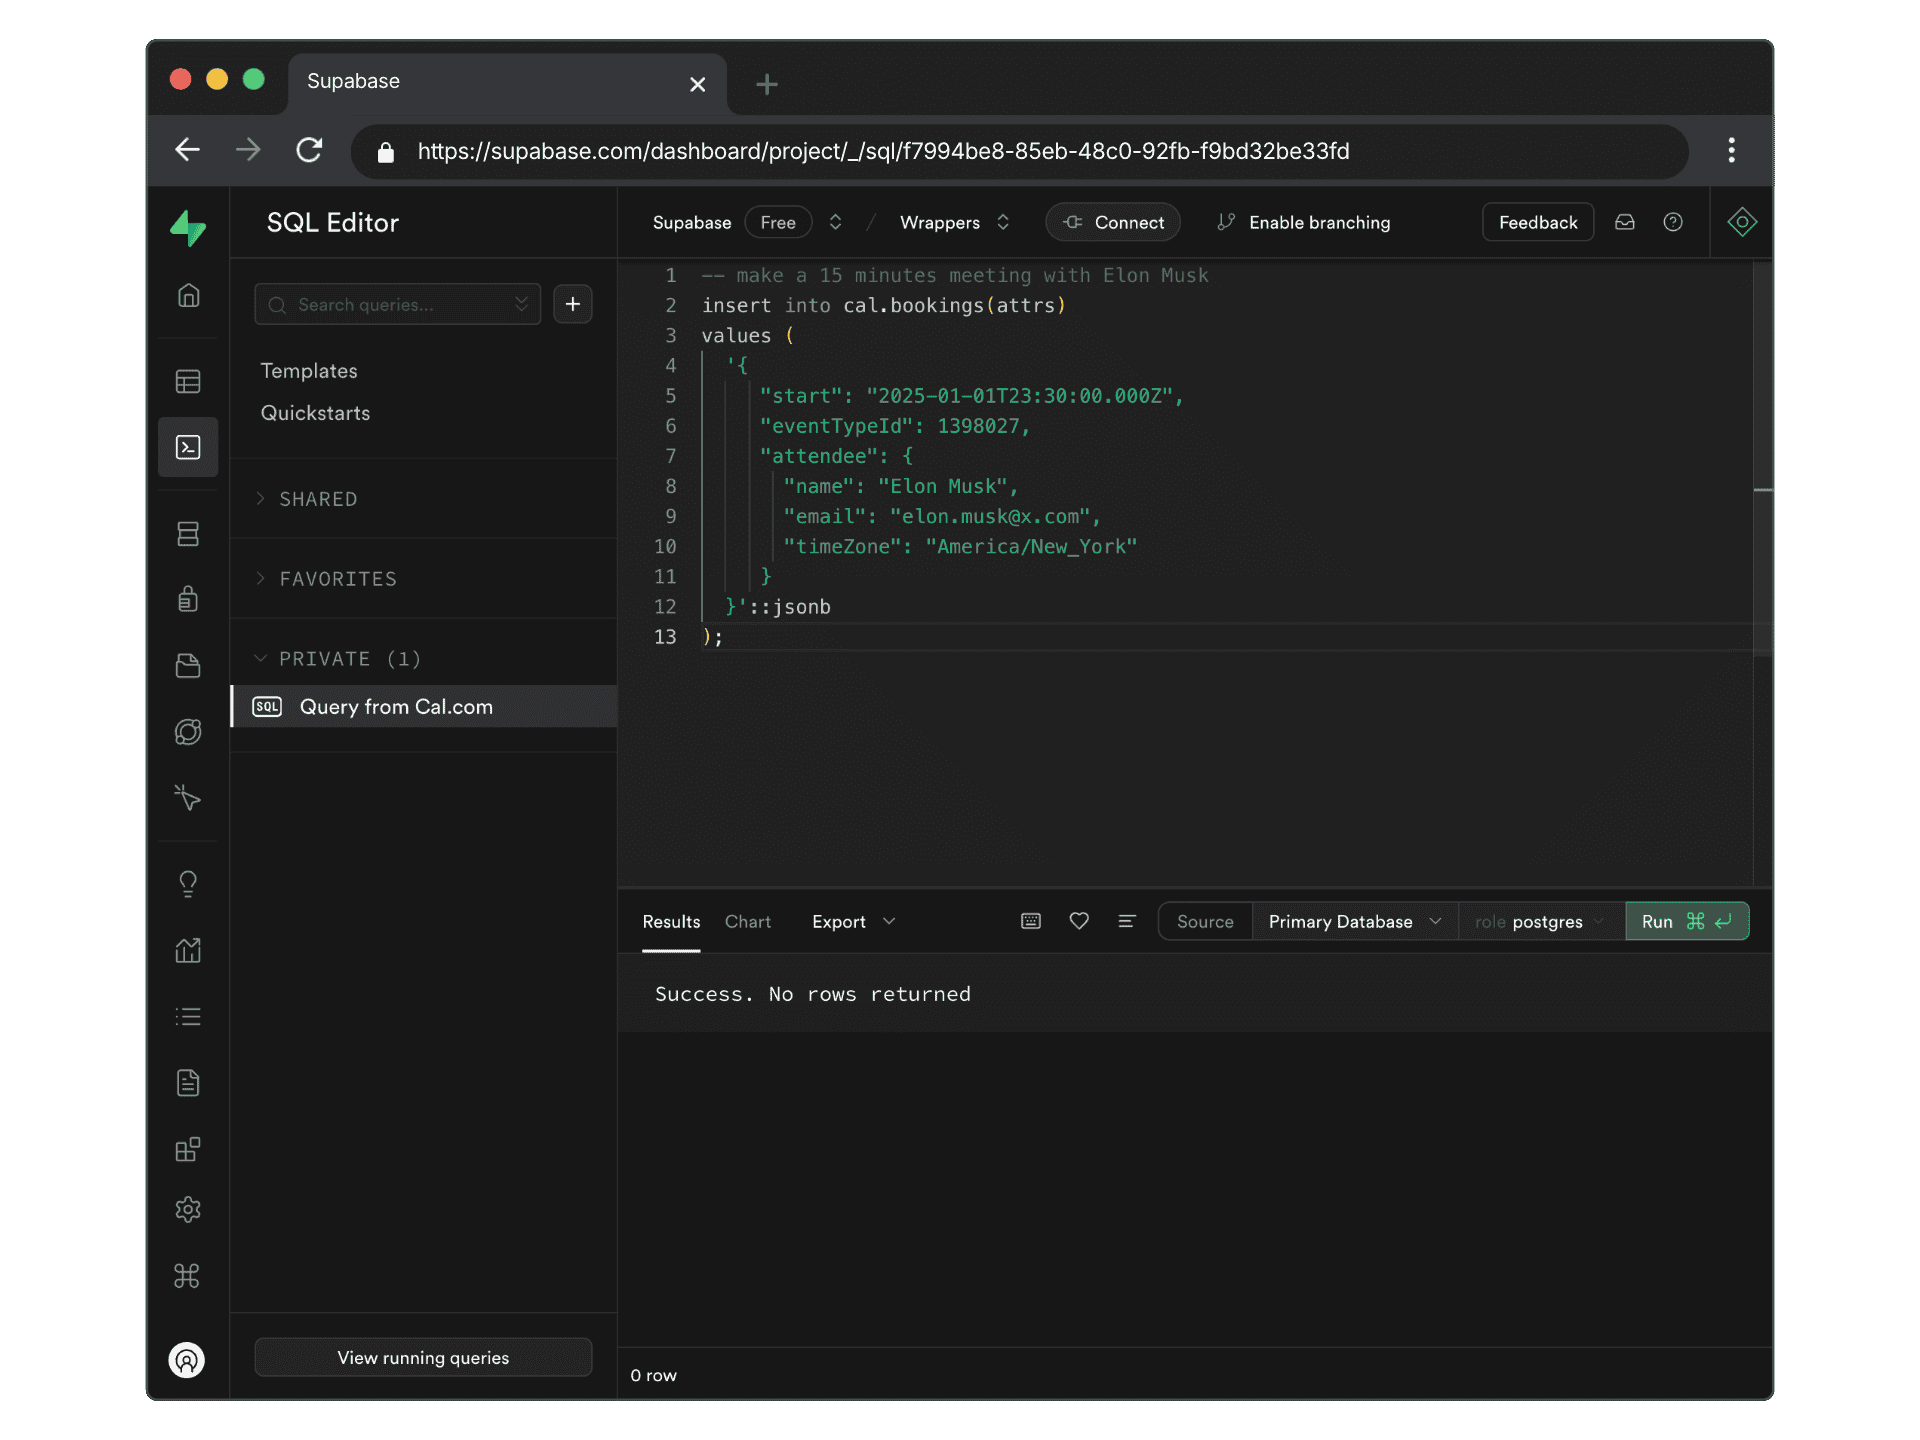 Supabase
https://supabase.com/dashboard/project/_/sql/f7994be8-85eb-48c0-92fb-f9bd32be33fd
SQL Editor
Supabase Free / Wrappers Connect Enable branching Feedback
Search queries...
Templates
Quickstarts
SHARED
FAVORITES
PRIVATE (1)
SQL Query from Cal.com
View running queries
1 -- make a 15 minutes meeting with Elon Musk
2 insert into cal.bookings(attrs)
3 values (
4 '{
5 "start": "2025-01-01T23:30:00.000Z",
6 "eventTypeId": 1398027,
7 "attendee": {
8 "name": "Elon Musk",
9 "email": "elon.musk@x.com",
10 "timeZone": "America/New_York"
11 }
12 }'::jsonb
13 );
Results Chart Export Source Primary Database role postgres Run ⌘ ↵
Success. No rows returned
0 row